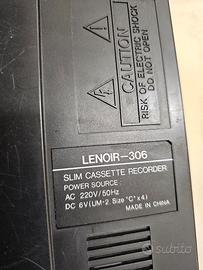 CAUTION
RISK OF ELECTRIC SHOCK
DO NOT OPEN
LENOIR-306
SLIM CASSETTE RECORDER
POWER SOURCE :
AC 220V/50Hz
DC 6V(UM-2. Size "C" x 4)
MADE IN CHINA
subito